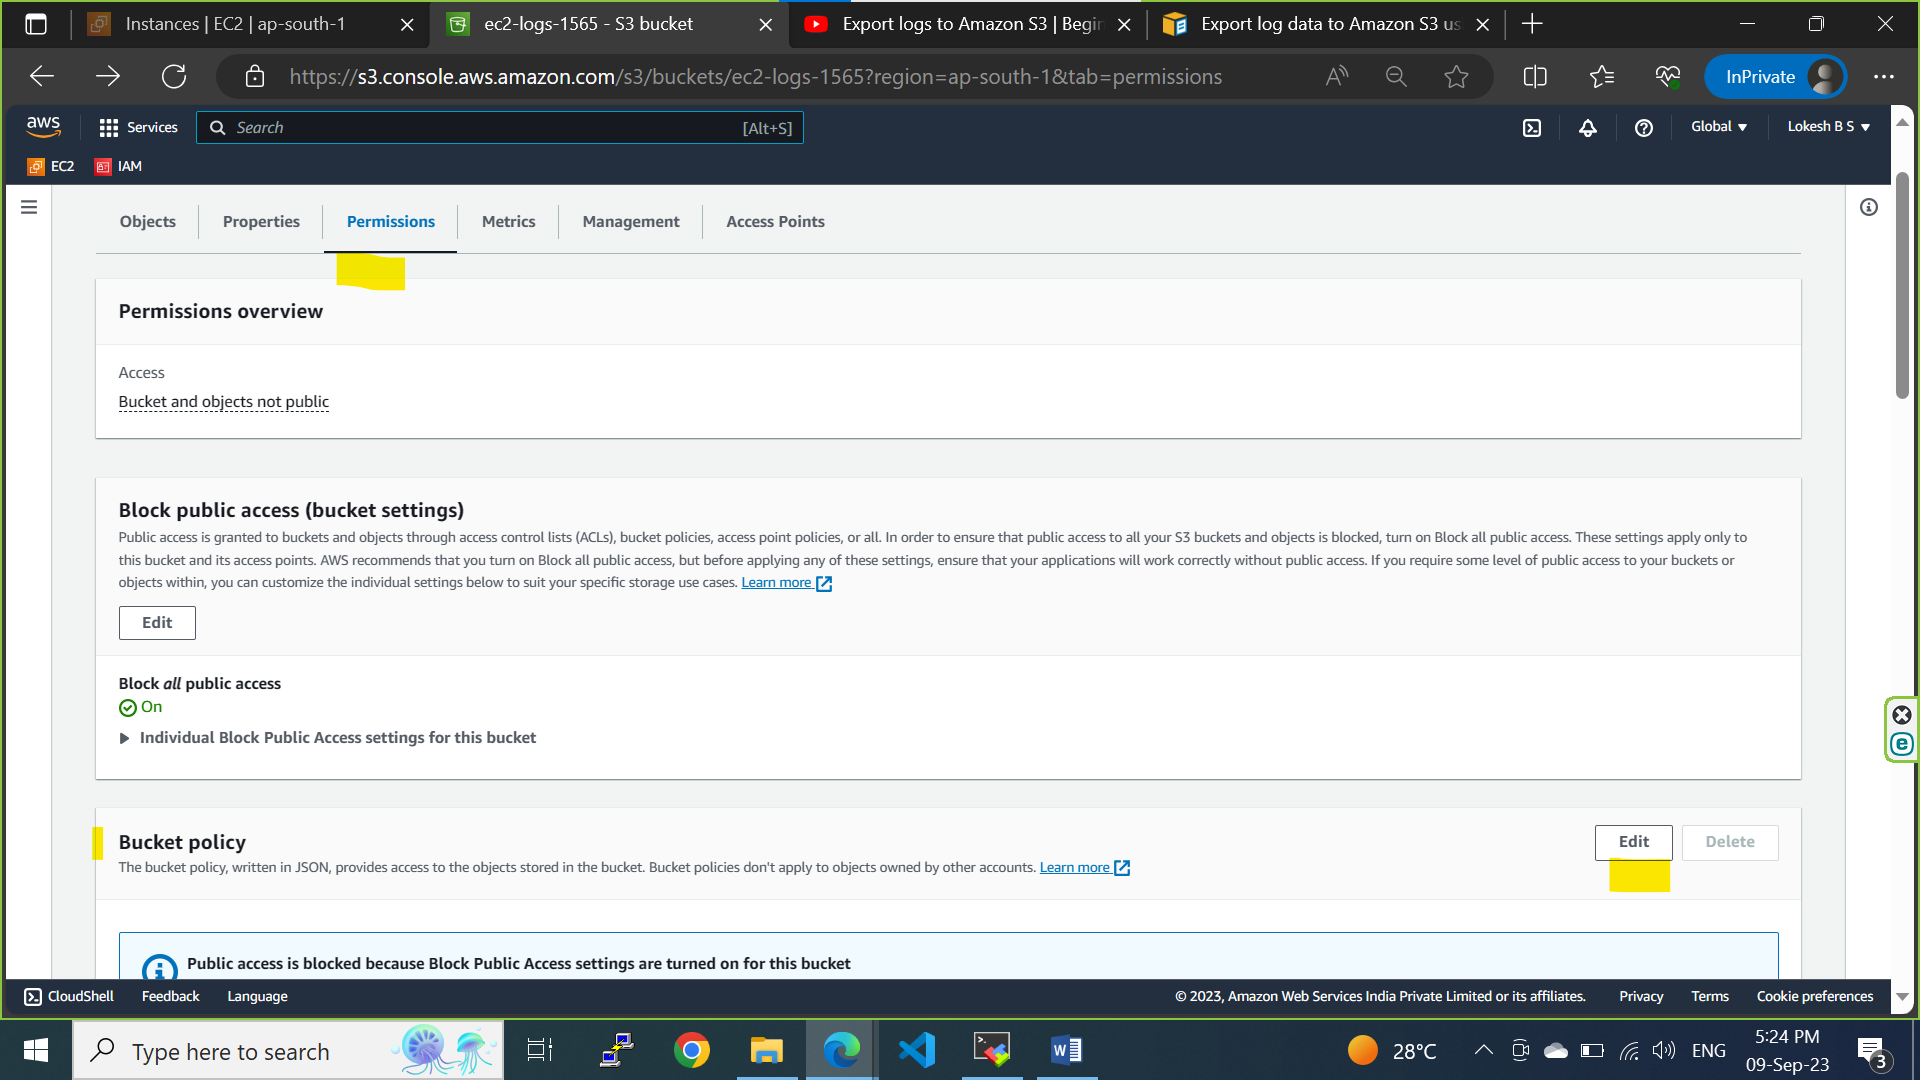 Instances | EC2 | ap-south-1
ec2-logs-1565 - S3 bucket
Export logs to Amazon S3 | Begin
Export log data to Amazon S3 us
https://s3.console.aws.amazon.com/s3/buckets/ec2-logs-1565?region=ap-south-1&tab=permissions
InPrivate
aws
Services
Search
[Alt+S]
Global
Lokesh B S
EC2
IAM
Objects
Properties
Permissions
Metrics
Management
Access Points
Permissions overview
Access
Bucket and objects not public
Block public access (bucket settings)
Public access is granted to buckets and objects through access control lists (ACLs), bucket policies, access point policies, or all. In order to ensure that public access to all your S3 buckets and objects is blocked, turn on Block all public access. These settings apply only to
this bucket and its access points. AWS recommends that you turn on Block all public access, but before applying any of these settings, ensure that your applications will work correctly without public access. If you require some level of public access to your buckets or
objects within, you can customize the individual settings below to suit your specific storage use cases. Learn more
Edit
Block all public access
On
Individual Block Public Access settings for this bucket
Bucket policy
Edit
Delete
The bucket policy, written in JSON, provides access to the objects stored in the bucket. Bucket policies don't apply to objects owned by other accounts. Learn more
Public access is blocked because Block Public Access settings are turned on for this bucket
CloudShell
Feedback
Language
© 2023, Amazon Web Services India Private Limited or its affiliates.
Privacy
Terms
Cookie preferences
Type here to search
28°C
ENG
5:24 PM
09-Sep-23
3